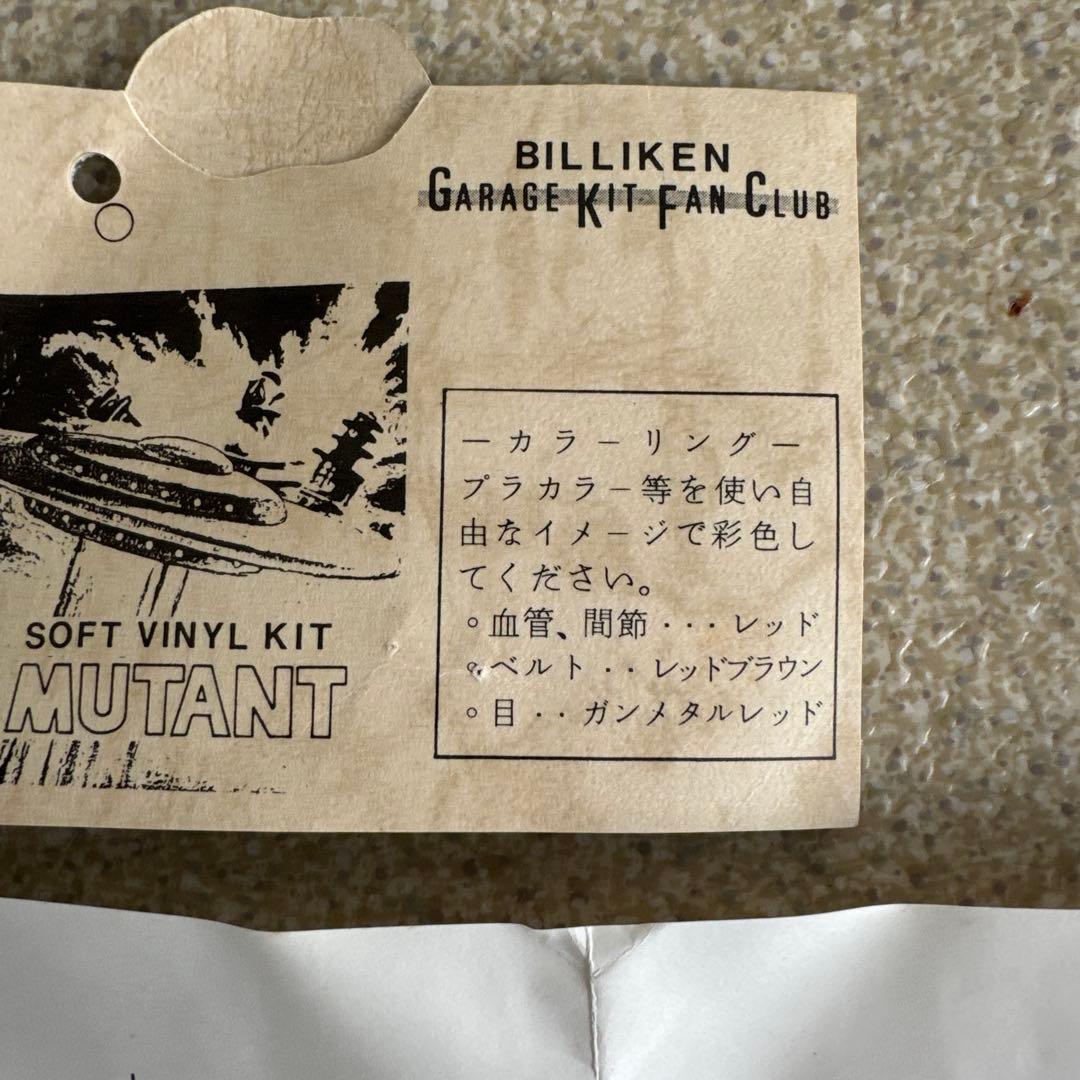 BILLIKEN
GARAGE KIT FAN CLUB
ーカラーリングー
プラカラー等を使い自
由なイメージで彩色し
てください。
○血管、間節・・・レッド
○ベルト・・レッドブラウン
○目・・ガンメタルレッド
SOFT VINYL KIT
MUTANT